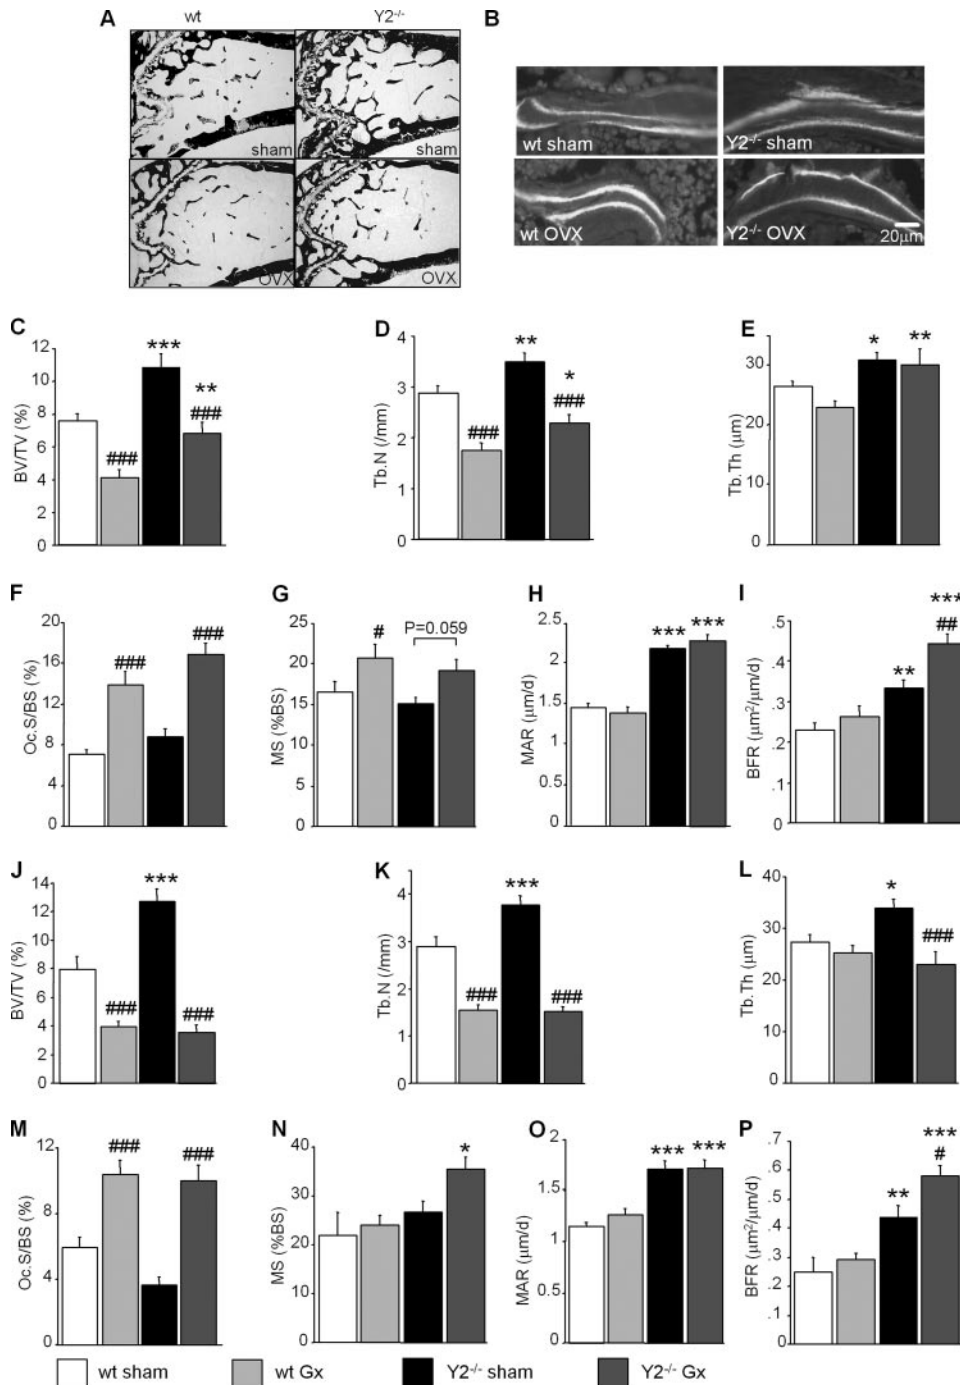 A
wt
Y2-/-
B
sham
sham
OVX
OVX
wt sham
Y2-/- sham
wt OVX
Y2-/- OVX
20µm
C
BV/TV (%)
12
10
8
6
4
2
0
###
***
**
###
D
Tb.N (/mm)
4
3
2
1
0
###
**
*
###
E
Tb.Th (µm)
30
20
10
0
*
**
F
Oc.S/BS (%)
20
16
12
8
4
0
###
###
G
MS (%BS)
25
20
15
10
5
0
#
P=0.059
H
MAR (µm/d)
2.5
2
1.5
1
0.5
0
***
***
I
BFR (µm2/µm/d)
.5
.4
.3
.2
.1
0
**
***
##
J
BV/TV (%)
14
12
10
8
6
4
2
0
###
***
###
K
Tb.N (/mm)
4
3
2
1
0
###
***
###
L
Tb.Th (µm)
40
30
20
10
0
*
###
M
Oc.S/BS (%)
12
8
4
0
###
###
N
MS (%BS)
40
30
20
10
0
*
O
MAR (µm/d)
2
1.5
1
0.5
0
***
***
P
BFR (µm2/µm/d)
0.7
.6
.5
.4
0.3
.2
.1
0
**
***
#
wt sham
wt Gx
Y2-/- sham
Y2-/- Gx